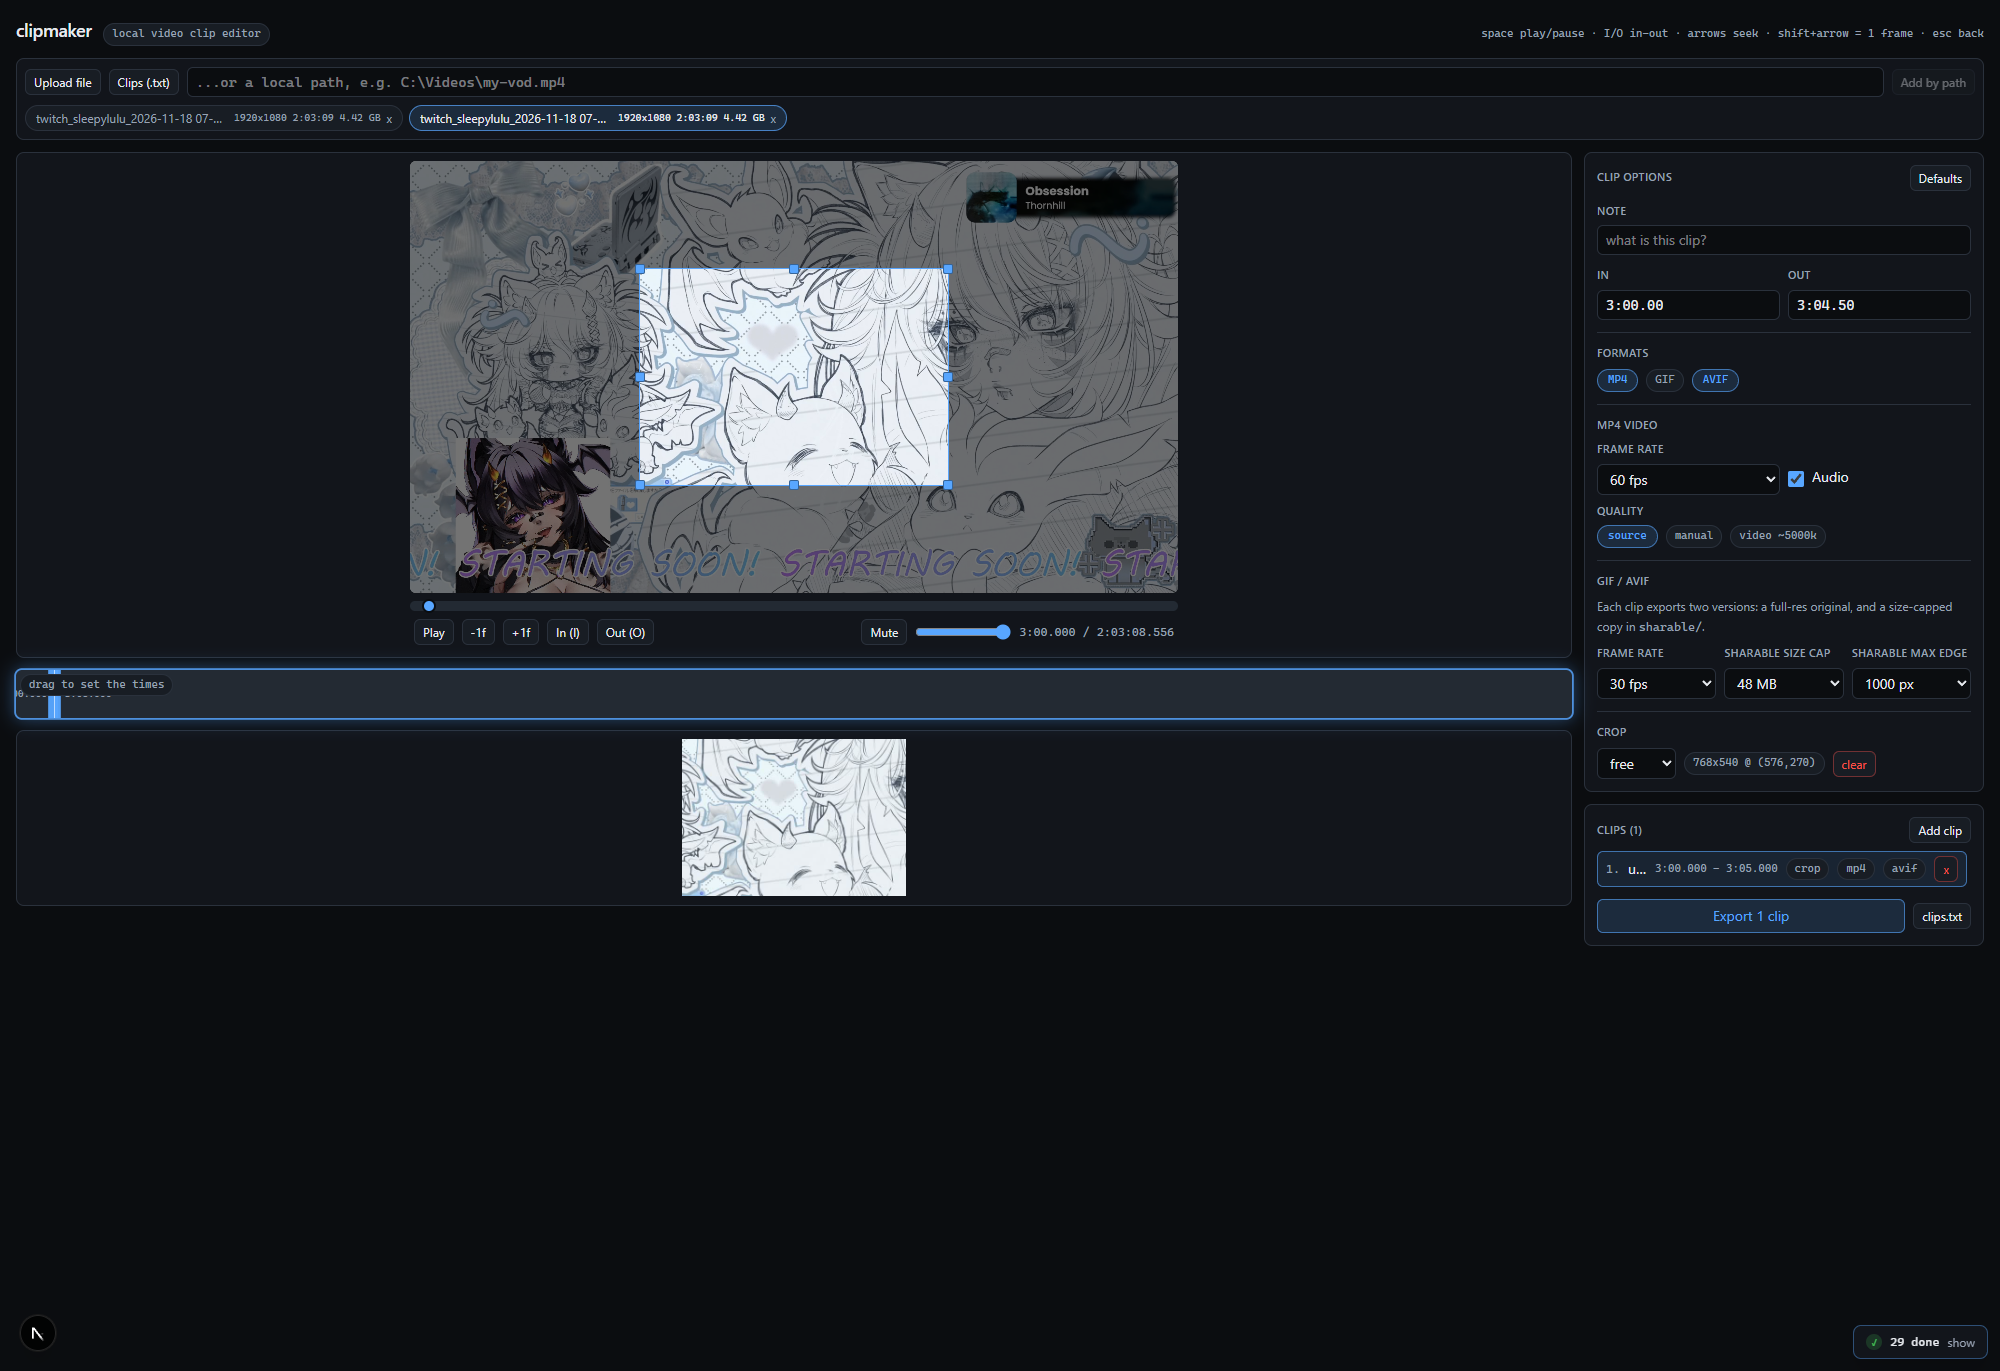 clipmaker local video clip editor
space play/pause · I/O in-out · arrows seek · shift+arrow = 1 frame · esc back
Upload file Clips (.txt) ...or a local path, e.g. C:\Videos\my-vod.mp4 Add by path
twitch_sleepylulu_2026-11-18 07-... 1920x1080 2:03:09 4.42 GB x twitch_sleepylulu_2026-11-18 07-... 1920x1080 2:03:09 4.42 GB x
Obsession
Thornhill
N! STARTING SOON! STARTING SOON! STA
Play -1f +1f In (I) Out (O) Mute 3:00.000 / 2:03:08.556
drag to set the times
CLIP OPTIONS Defaults
NOTE
what is this clip?
IN OUT
3:00.00 3:04.50
FORMATS
MP4 GIF AVIF
MP4 VIDEO
FRAME RATE
60 fps Audio
QUALITY
source manual video ~5000k
GIF / AVIF
Each clip exports two versions: a full-res original, and a size-capped
copy in sharable/.
FRAME RATE SHARABLE SIZE CAP SHARABLE MAX EDGE
30 fps 48 MB 1000 px
CROP
free 768x540 @ (576,270) clear
CLIPS (1) Add clip
1. u... 3:00.000 – 3:05.000 crop mp4 avif x
Export 1 clip clips.txt
N
29 done show